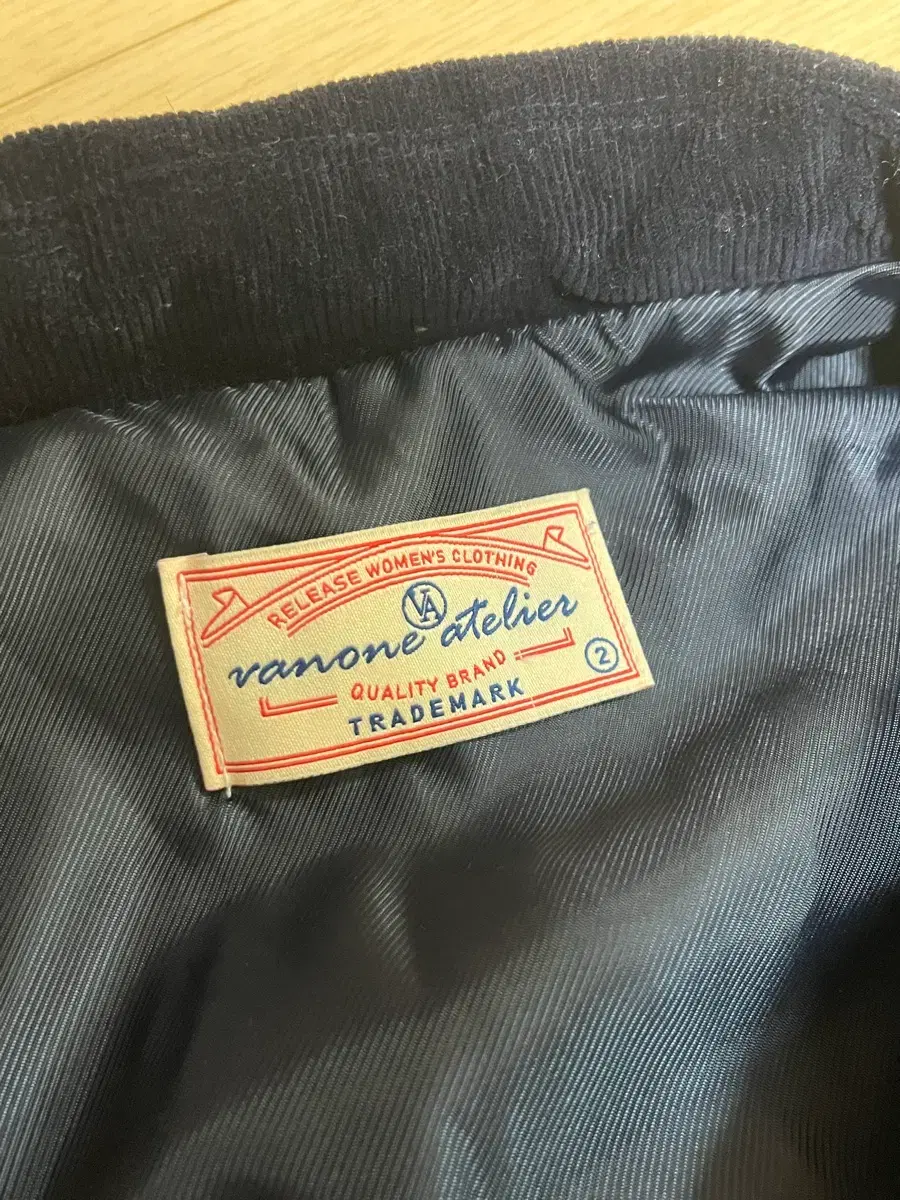 RELEASE WOMEN'S CLOTHING
VA
vanone atelier
QUALITY BRAND
2
TRADEMARK